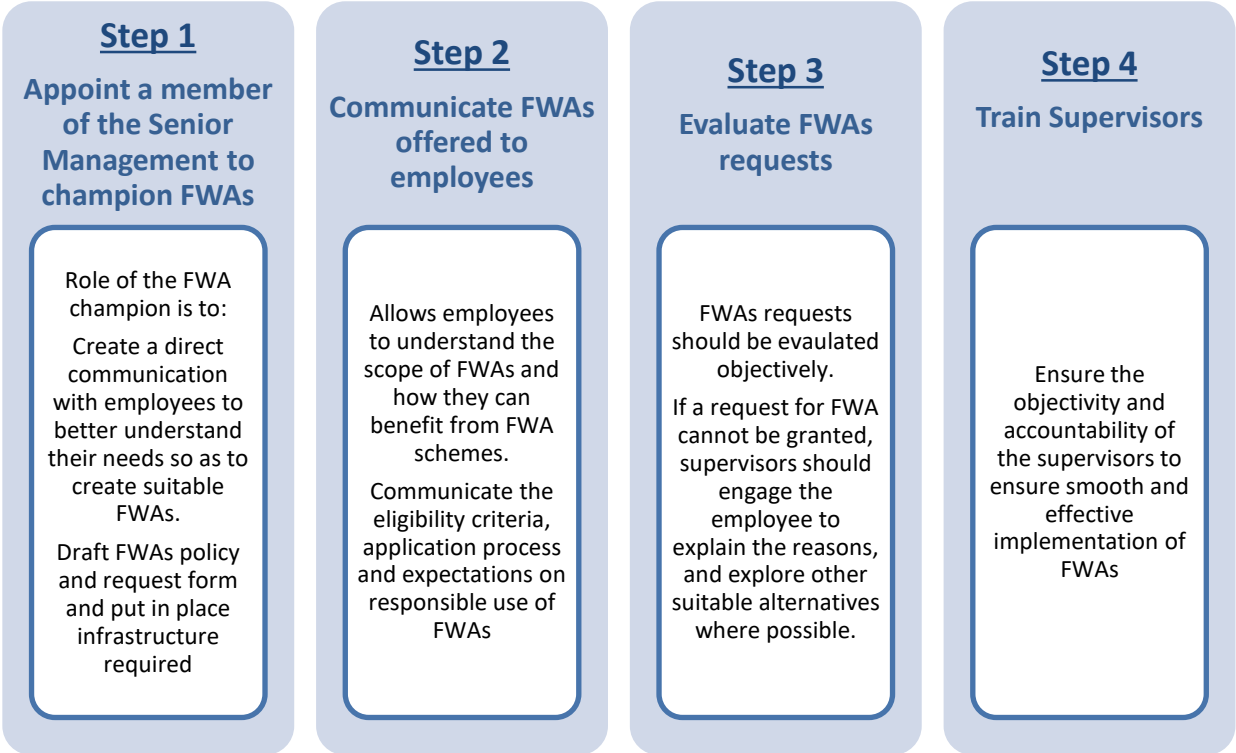 Step 1
Appoint a member
of the Senior
Management to
champion FWAs
Role of the FWA
champion is to:
Create a direct
communication
with employees to
better understand
their needs so as to
create suitable
FWAs.
Draft FWAs policy
and request form
and put in place
infrastructure
required
Step 2
Communicate FWAs
offered to
employees
Allows employees
to understand the
scope of FWAs and
how they can
benefit from FWA
schemes.
Communicate the
eligibility criteria,
application process
and expectations on
responsible use of
FWAs
Step 3
Evaluate FWAs
requests
FWAs requests
should be evaulated
objectively.
If a request for FWA
cannot be granted,
supervisors should
engage the
employee to
explain the reasons,
and explore other
suitable alternatives
where possible.
Step 4
Train Supervisors
Ensure the
objectivity and
accountability of
the supervisors to
ensure smooth and
effective
implementation of
FWAs